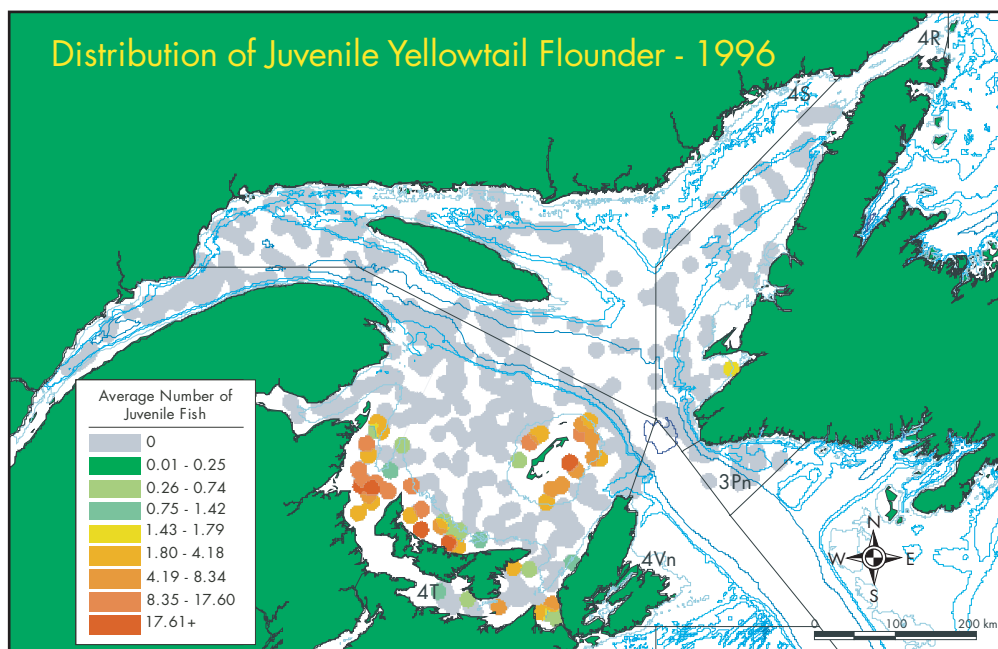 Distribution of Juvenile Yellowtail Flounder - 1996
4R
4S
Average Number of
Juvenile Fish
0
0.01 - 0.25
0.26 - 0.74
0.75 - 1.42
1.43 - 1.79
1.80 - 4.18
4.19 - 8.34
8.35 - 17.60
17.61+
3Pn
4Vn
4T
N
W E
S
0 100 200 km